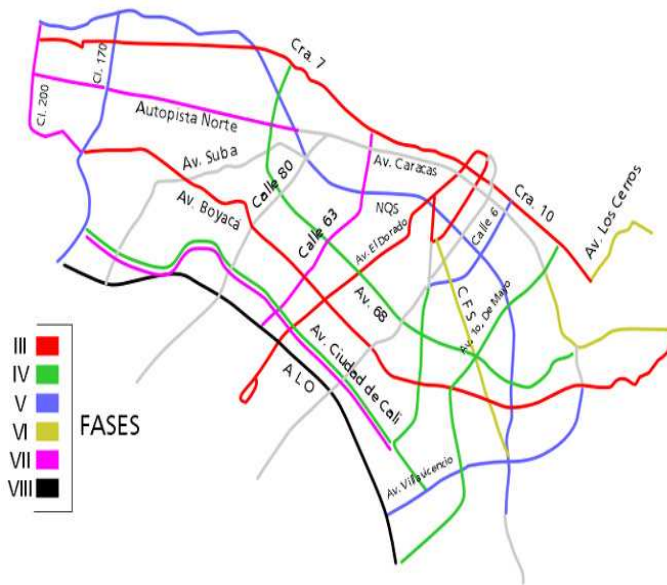 Cra. 7
Cl. 170
Cl. 200
Autopista Norte
Av. Suba
Av. Caracas
Calle 80
Av. Boyacá
Calle 63
NQS
Cra. 10
Av. Los Cerros
Calle 6
Av. El Dorado
Av. 68
C F S
Av. 1o. De Mayo
Av. Ciudad de Cali
A L O
Av. Villavicencio
III
IV
V
VI
VII
VIII
FASES